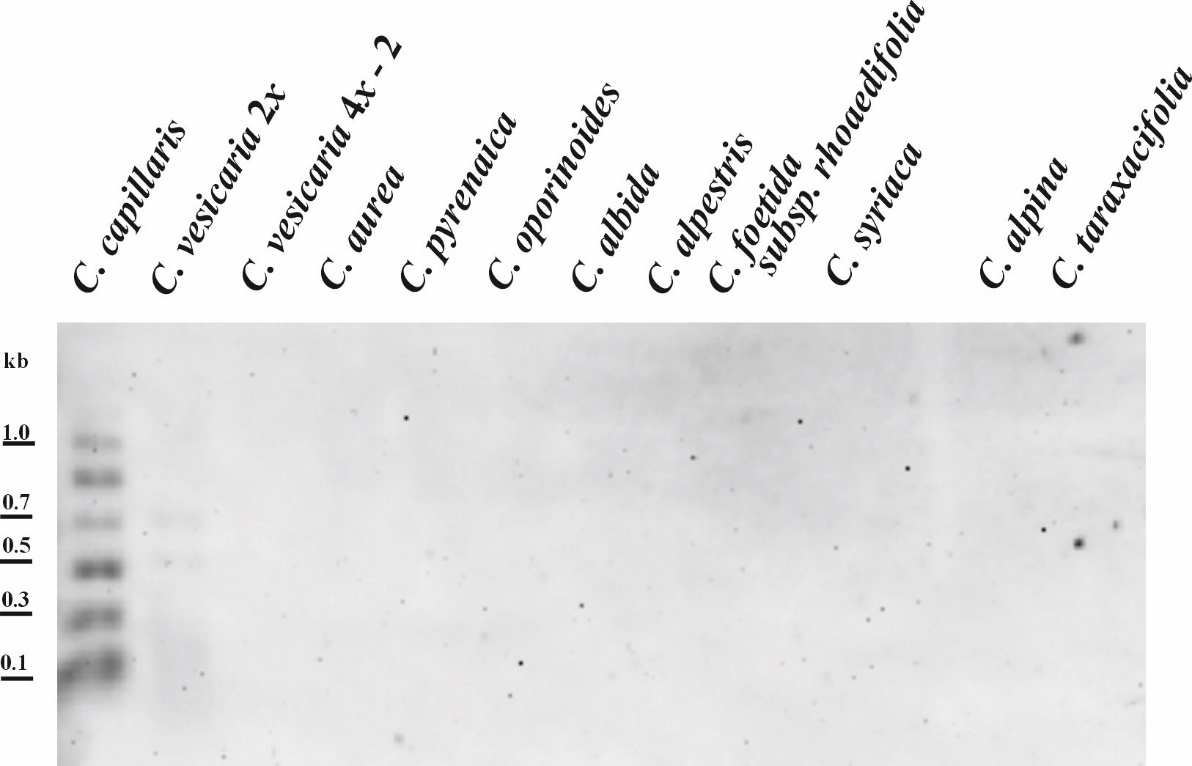 C. capillaris
C. vesicaria 2x
C. vesicaria 4x - 2
C. aurea
C. pyrenaica
C. oporinoides
C. albida
C. alpestris
C. foetida
subsp. rhoaedifolia
C. syriaca
C. alpina
C. taraxacifolia
kb
1.0
0.7
0.5
0.3
0.1